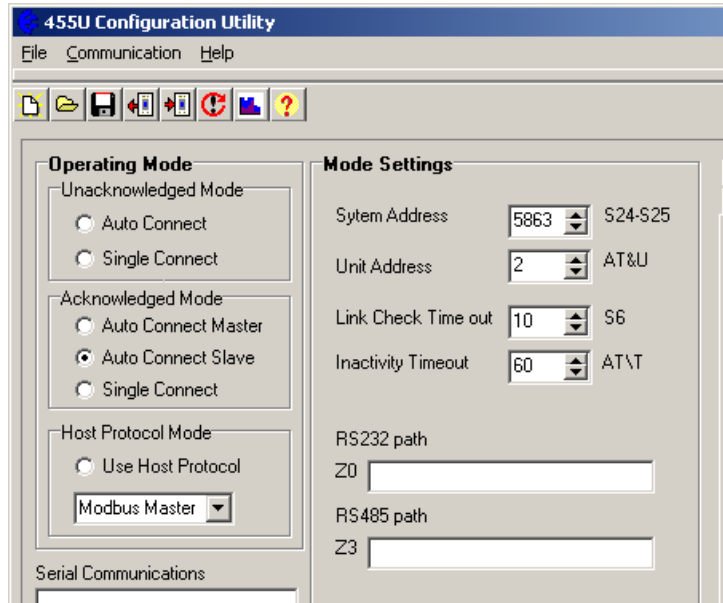 455U Configuration Utility
File Communication Help
Operating Mode
Unacknowledged Mode
Auto Connect
Single Connect
Acknowledged Mode
Auto Connect Master
Auto Connect Slave
Single Connect
Host Protocol Mode
Use Host Protocol
Modbus Master
Serial Communications
Mode Settings
Sytem Address 5863 S24-S25
Unit Address 2 AT&U
Link Check Time out 10 S6
Inactivity Timeout 60 AT\T
RS232 path
Z0
RS485 path
Z3